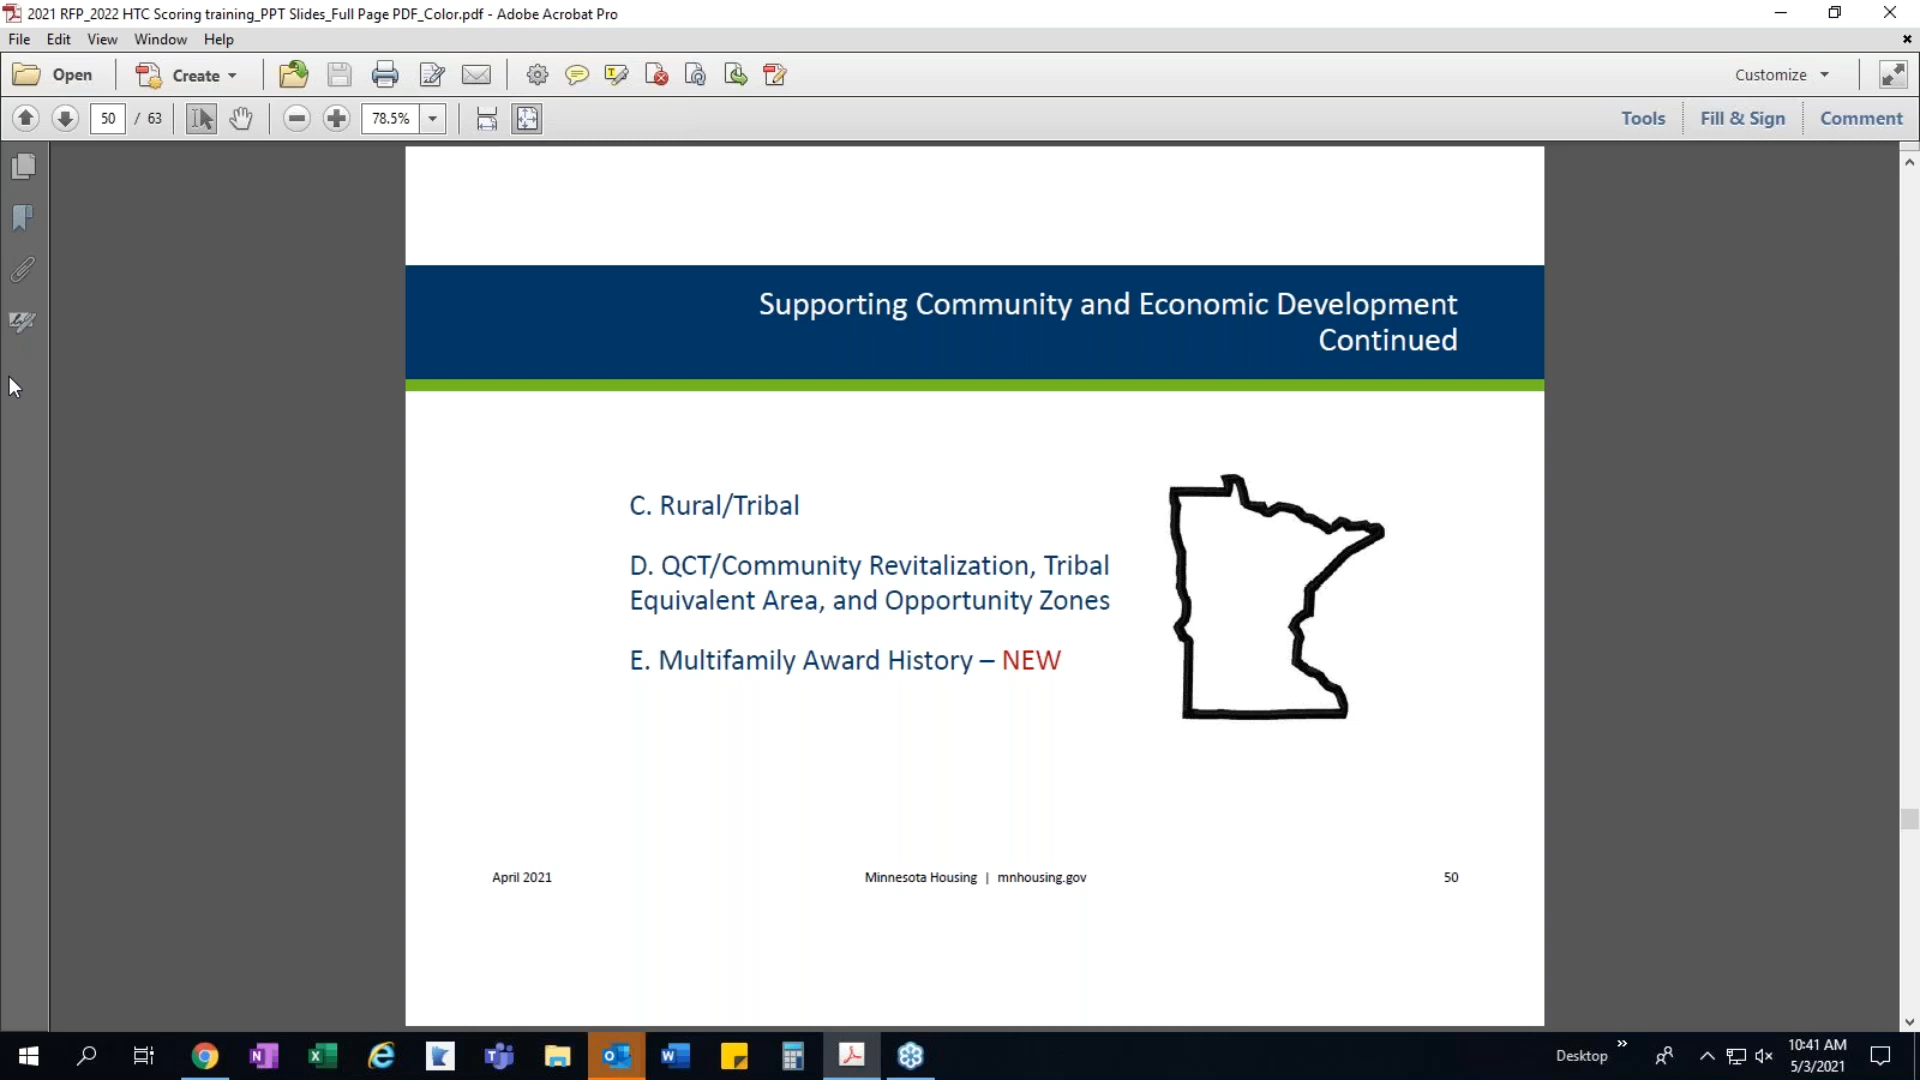 2021 RFP_2022 HTC Scoring training_PPT Slides_Full Page PDF_Color.pdf - Adobe Acrobat Pro
File Edit View Window Help
Open Create Customize
50 / 63 78.5% Tools Fill & Sign Comment
Supporting Community and Economic Development
Continued
C. Rural/Tribal
D. QCT/Community Revitalization, Tribal
Equivalent Area, and Opportunity Zones
E. Multifamily Award History – NEW
April 2021 Minnesota Housing | mnhousing.gov 50
Desktop » 10:41 AM
5/3/2021